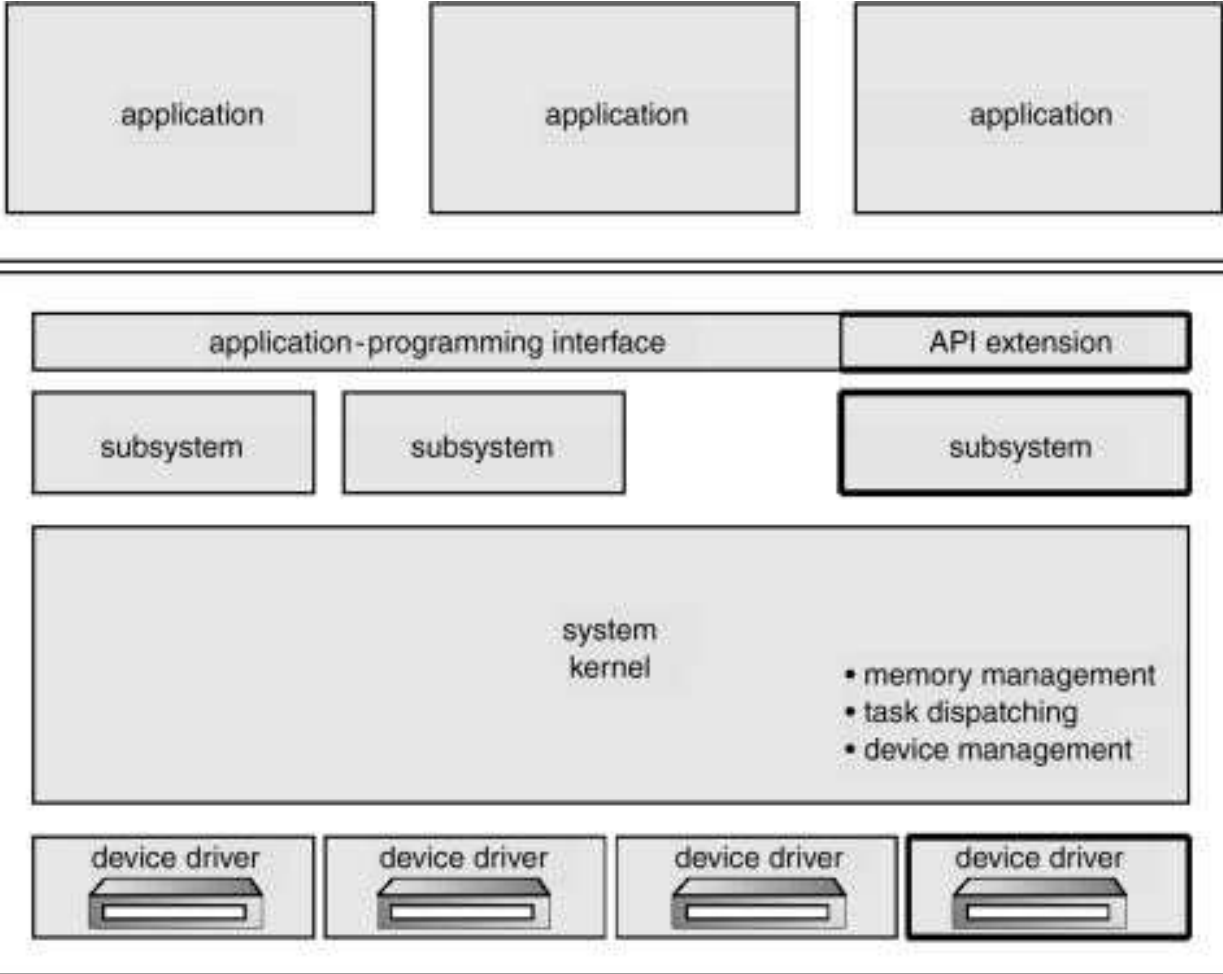 application
application
application
application-programming interface
API extension
subsystem
subsystem
subsystem
system
kernel
• memory management
• task dispatching
• device management
device driver
device driver
device driver
device driver